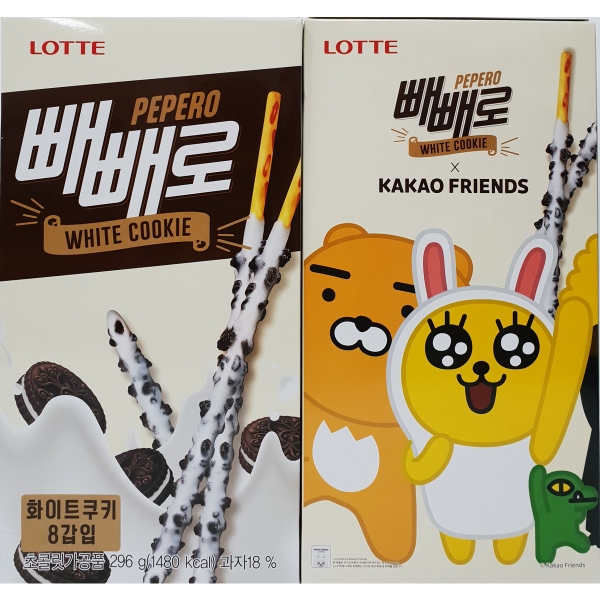 LOTTE
PEPERO
빼빼로
WHITE COOKIE
화이트쿠키
8갑입
초콜릿가공품 296 g(1480 kcal) 과자18 %
LOTTE
PEPERO
빼빼로
WHITE COOKIE
×
KAKAO FRIENDS
©Kakao Friends